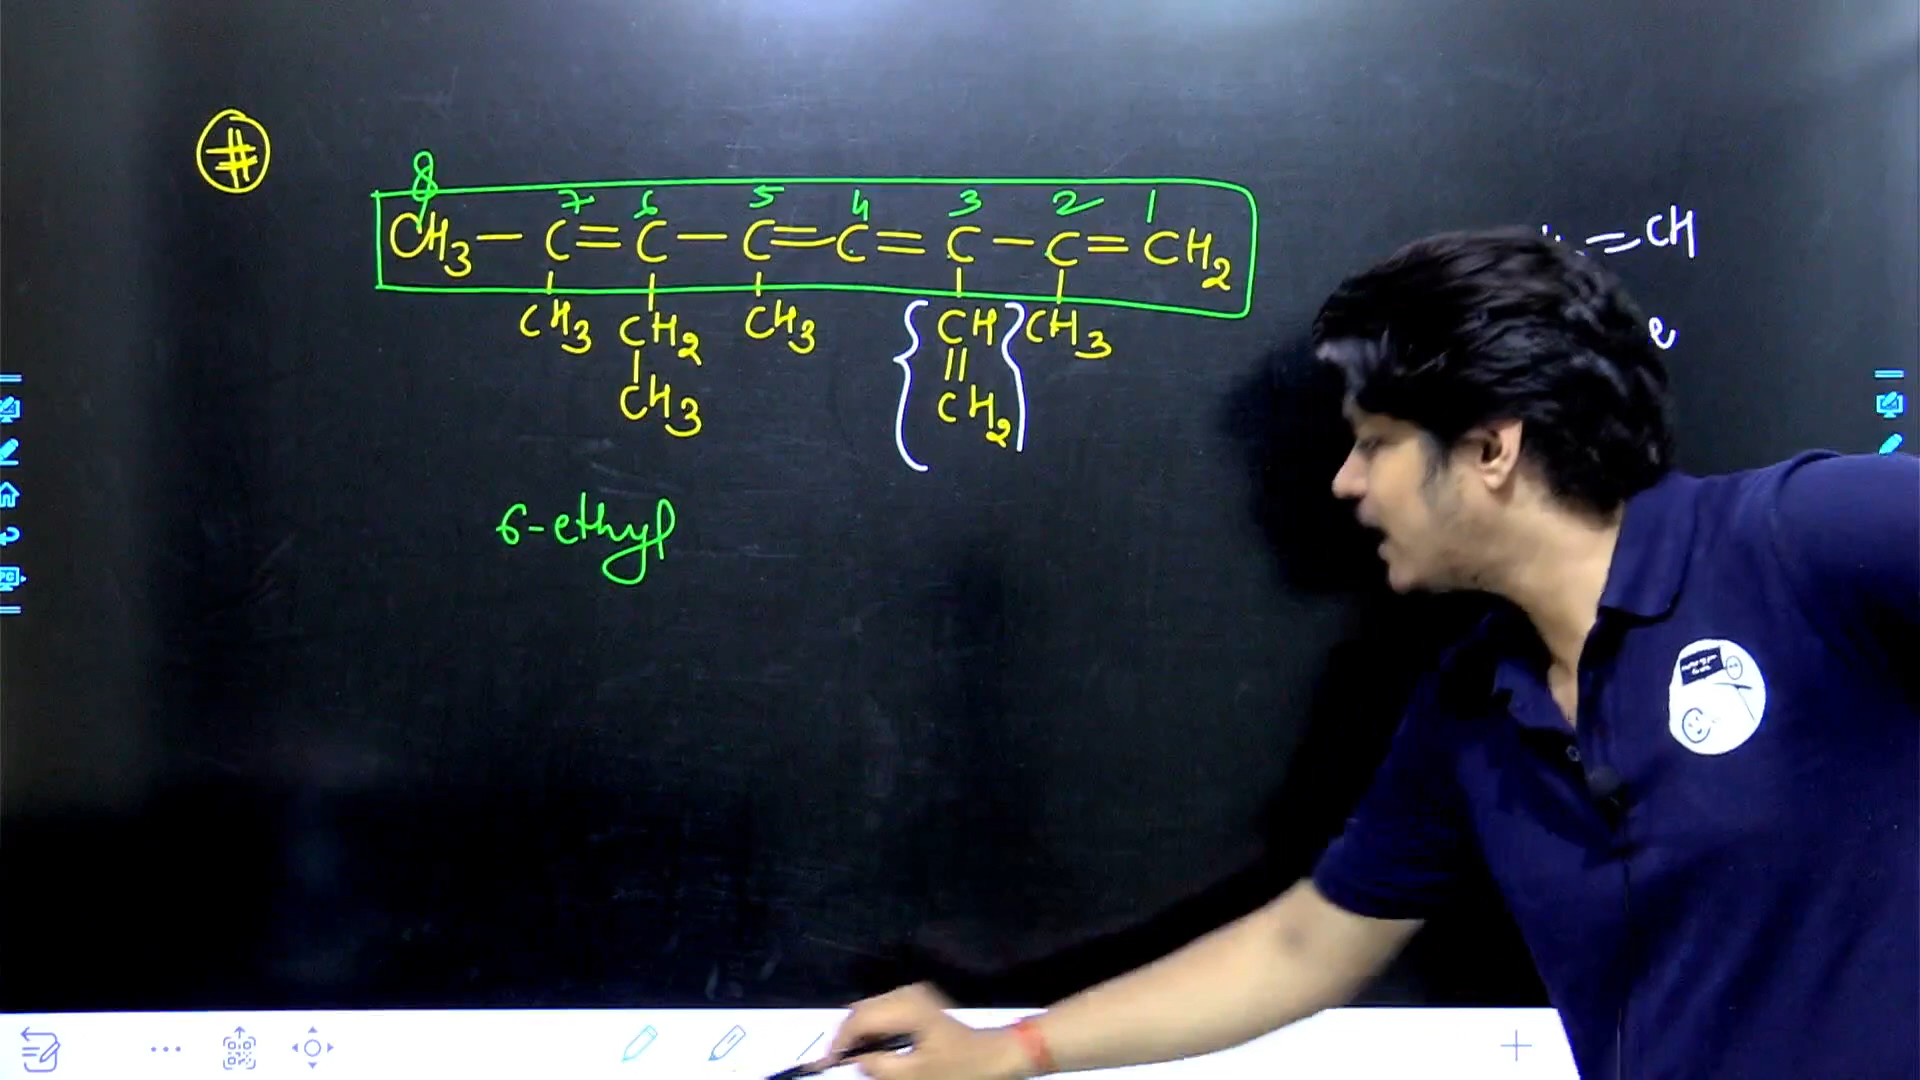 #
8 7 6 5 4 3 2 1
CH3 — C = C — C = C = C — C = CH2
CH3 CH2 CH3 CH CH3
CH3 CH2
6-ethyl
= CH
e